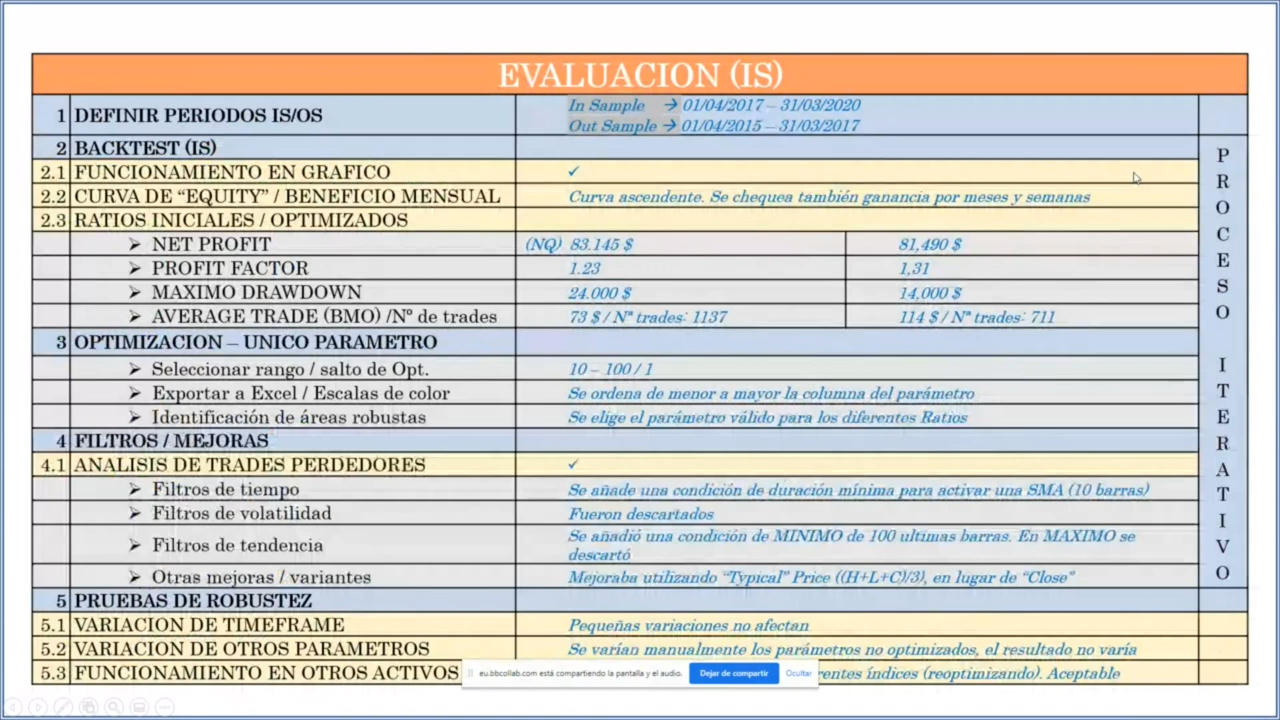 EVALUACION (IS)
1 DEFINIR PERIODOS IS/OS
In Sample → 01/04/2017 – 31/03/2020
Out Sample → 01/04/2015 – 31/03/2017
2 BACKTEST (IS)
2.1 FUNCIONAMIENTO EN GRAFICO ✓
2.2 CURVA DE “EQUITY” / BENEFICIO MENSUAL Curva ascendente. Se chequea también ganancia por meses y semanas
2.3 RATIOS INICIALES / OPTIMIZADOS
➢ NET PROFIT (NQ) 83.145 $ 81,490 $
➢ PROFIT FACTOR 1.23 1,31
➢ MAXIMO DRAWDOWN 24.000 $ 14,000 $
➢ AVERAGE TRADE (BMO) /Nº de trades 73 $ / Nª trades: 1137 114 $ / Nª trades: 711
3 OPTIMIZACION – UNICO PARAMETRO
➢ Seleccionar rango / salto de Opt. 10 – 100 / 1
➢ Exportar a Excel / Escalas de color Se ordena de menor a mayor la columna del parámetro
➢ Identificación de áreas robustas Se elige el parámetro válido para los diferentes Ratios
4 FILTROS / MEJORAS
4.1 ANALISIS DE TRADES PERDEDORES ✓
➢ Filtros de tiempo Se añade una condición de duración mínima para activar una SMA (10 barras)
➢ Filtros de volatilidad Fueron descartados
➢ Filtros de tendencia Se añadió una condición de MINIMO de 100 ultimas barras. En MAXIMO se
descartó
➢ Otras mejoras / variantes Mejoraba utilizando “Typical” Price ((H+L+C)/3), en lugar de “Close”
5 PRUEBAS DE ROBUSTEZ
5.1 VARIACION DE TIMEFRAME Pequeñas variaciones no afectan
5.2 VARIACION DE OTROS PARAMETROS Se varían manualmente los parámetros no optimizados, el resultado no varía
5.3 FUNCIONAMIENTO EN OTROS ACTIVOS rentes índices (reoptimizando). Aceptable
PROCESO ITERATIVO
eu.bbcollab.com está compartiendo la pantalla y el audio. Dejar de compartir Ocultar